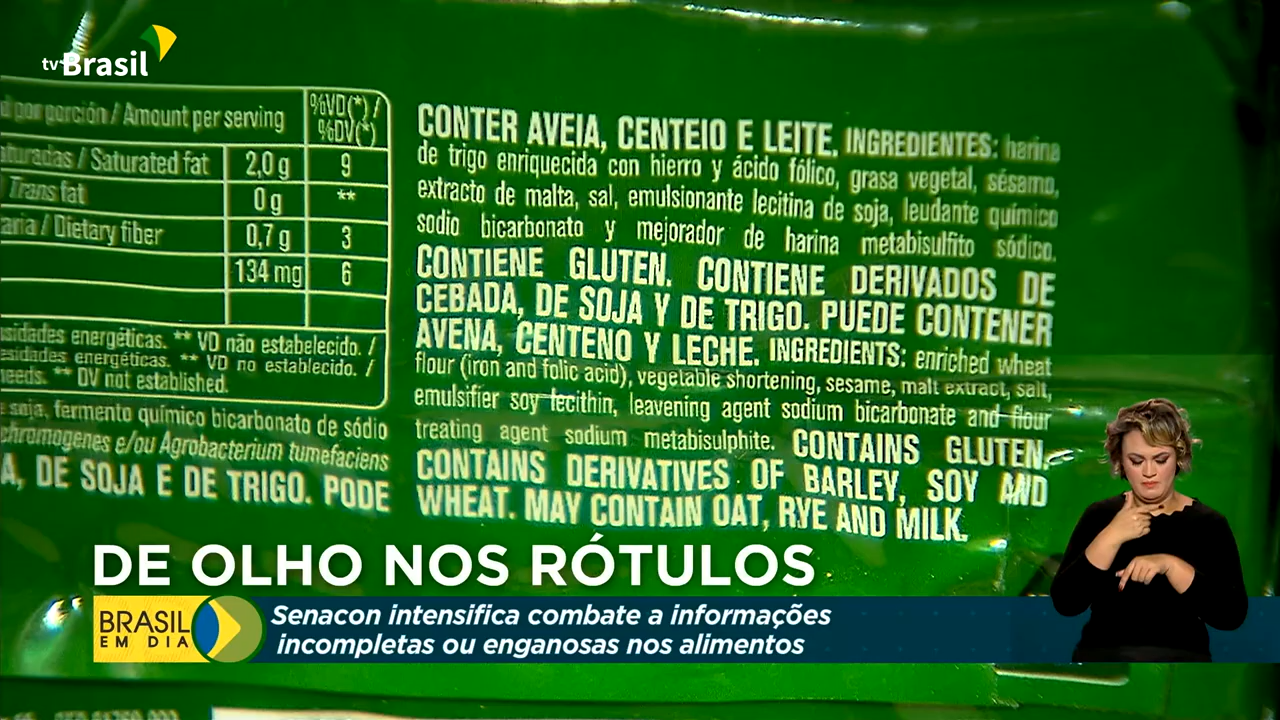 tv Brasil
por porción / Amount per serving
%VD(*) /
%DV(*)
/ Saturated fat 2,0 g 9
Trans fat 0 g **
/ Dietary fiber 0,7 g 3
134 mg 6
energéticas. ** VD não estabelecido. /
energéticas. ** VD no establecido. /
** DV not established.
soja, fermento químico bicarbonato de sódio
e/ou Agrobacterium tumefaciens
A, DE SOJA E DE TRIGO. PODE
CONTER AVEIA, CENTEIO E LEITE. INGREDIENTES: harina
de trigo enriquecida con hierro y ácido fólico, grasa vegetal, sésamo,
extracto de malta, sal, emulsionante lecitina de soja, leudante químico
sodio bicarbonato y mejorador de harina metabisulfito sódico.
CONTIENE GLUTEN. CONTIENE DERIVADOS DE
CEBADA, DE SOJA Y DE TRIGO. PUEDE CONTENER
AVENA, CENTENO Y LECHE. INGREDIENTS: enriched wheat
flour (iron and folic acid), vegetable shortening, sesame, malt extract, salt,
emulsifier soy lecithin, leavening agent sodium bicarbonate and flour
treating agent sodium metabisulphite. CONTAINS GLUTEN.
CONTAINS DERIVATIVES OF BARLEY, SOY AND
WHEAT. MAY CONTAIN OAT, RYE AND MILK.
DE OLHO NOS RÓTULOS
BRASIL
EM DIA
Senacon intensifica combate a informações
incompletas ou enganosas nos alimentos